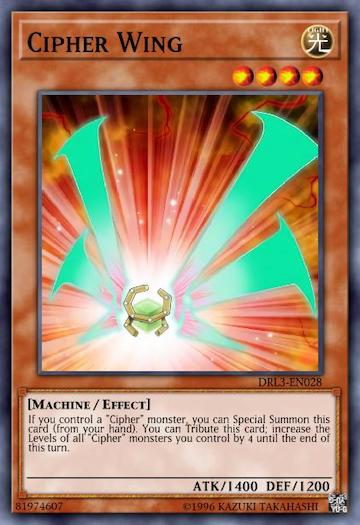 Cipher Wing
LIGHT
光
DRL3-EN028
[Machine / Effect]
If you control a "Cipher" monster, you can Special Summon this
card (from your hand). You can Tribute this card; increase the
Levels of all "Cipher" monsters you control by 4 until the end of
this turn.
ATK/1400 DEF/1200
81974607
©1996 KAZUKI TAKAHASHI